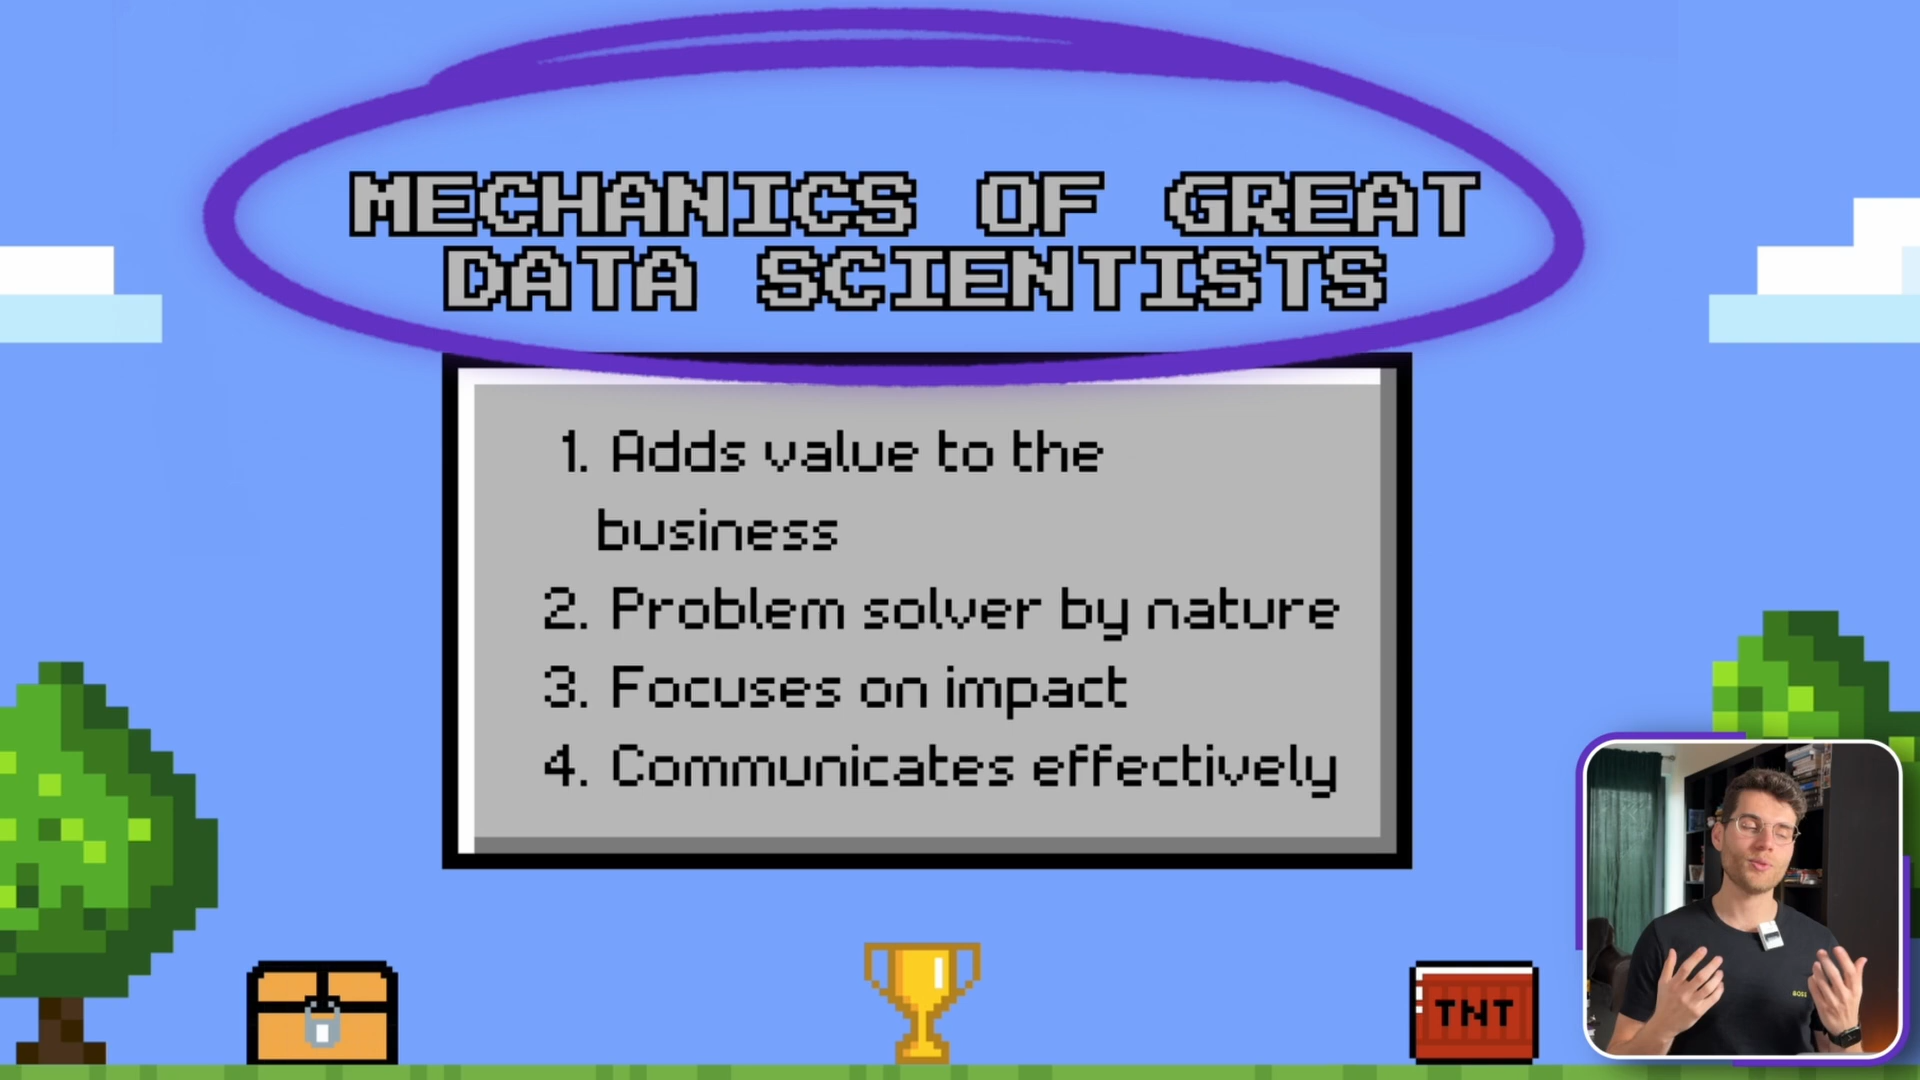 MECHANICS OF GREAT
DATA SCIENTISTS
1. Adds value to the
business
2. Problem solver by nature
3. Focuses on impact
4. Communicates effectively
TNT
BOSS